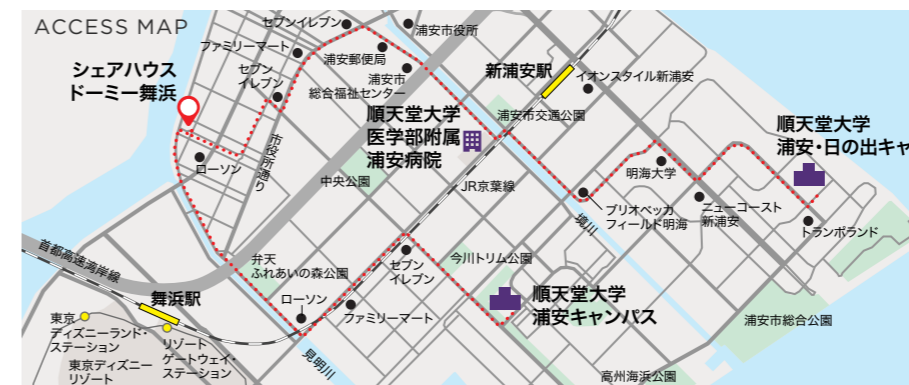 ACCESS MAP
セブンイレブン
浦安市役所
ファミリーマート
浦安郵便局
シェアハウス
ドーミー舞浜
セブン
イレブン
浦安市
総合福祉センター
新浦安駅
イオンスタイル新浦安
順天堂大学
医学部附属
浦安病院
浦安市交通公園
順天堂大学
浦安・日の出キャ
市役所通り
ローソン
中央公園
JR京葉線
明海大学
境川
ブリオベッカ
フィールド明海
ニューコースト
新浦安
トランポランド
首都高速湾岸線
弁天
ふれあいの森公園
セブン
イレブン
今川トリム公園
舞浜駅
ローソン
ファミリーマート
順天堂大学
浦安キャンパス
東京
ディズニーランド・
ステーション
リゾート
ゲートウェイ・
ステーション
見明川
浦安市総合公園
東京ディズニー
リゾート
高州海浜公園